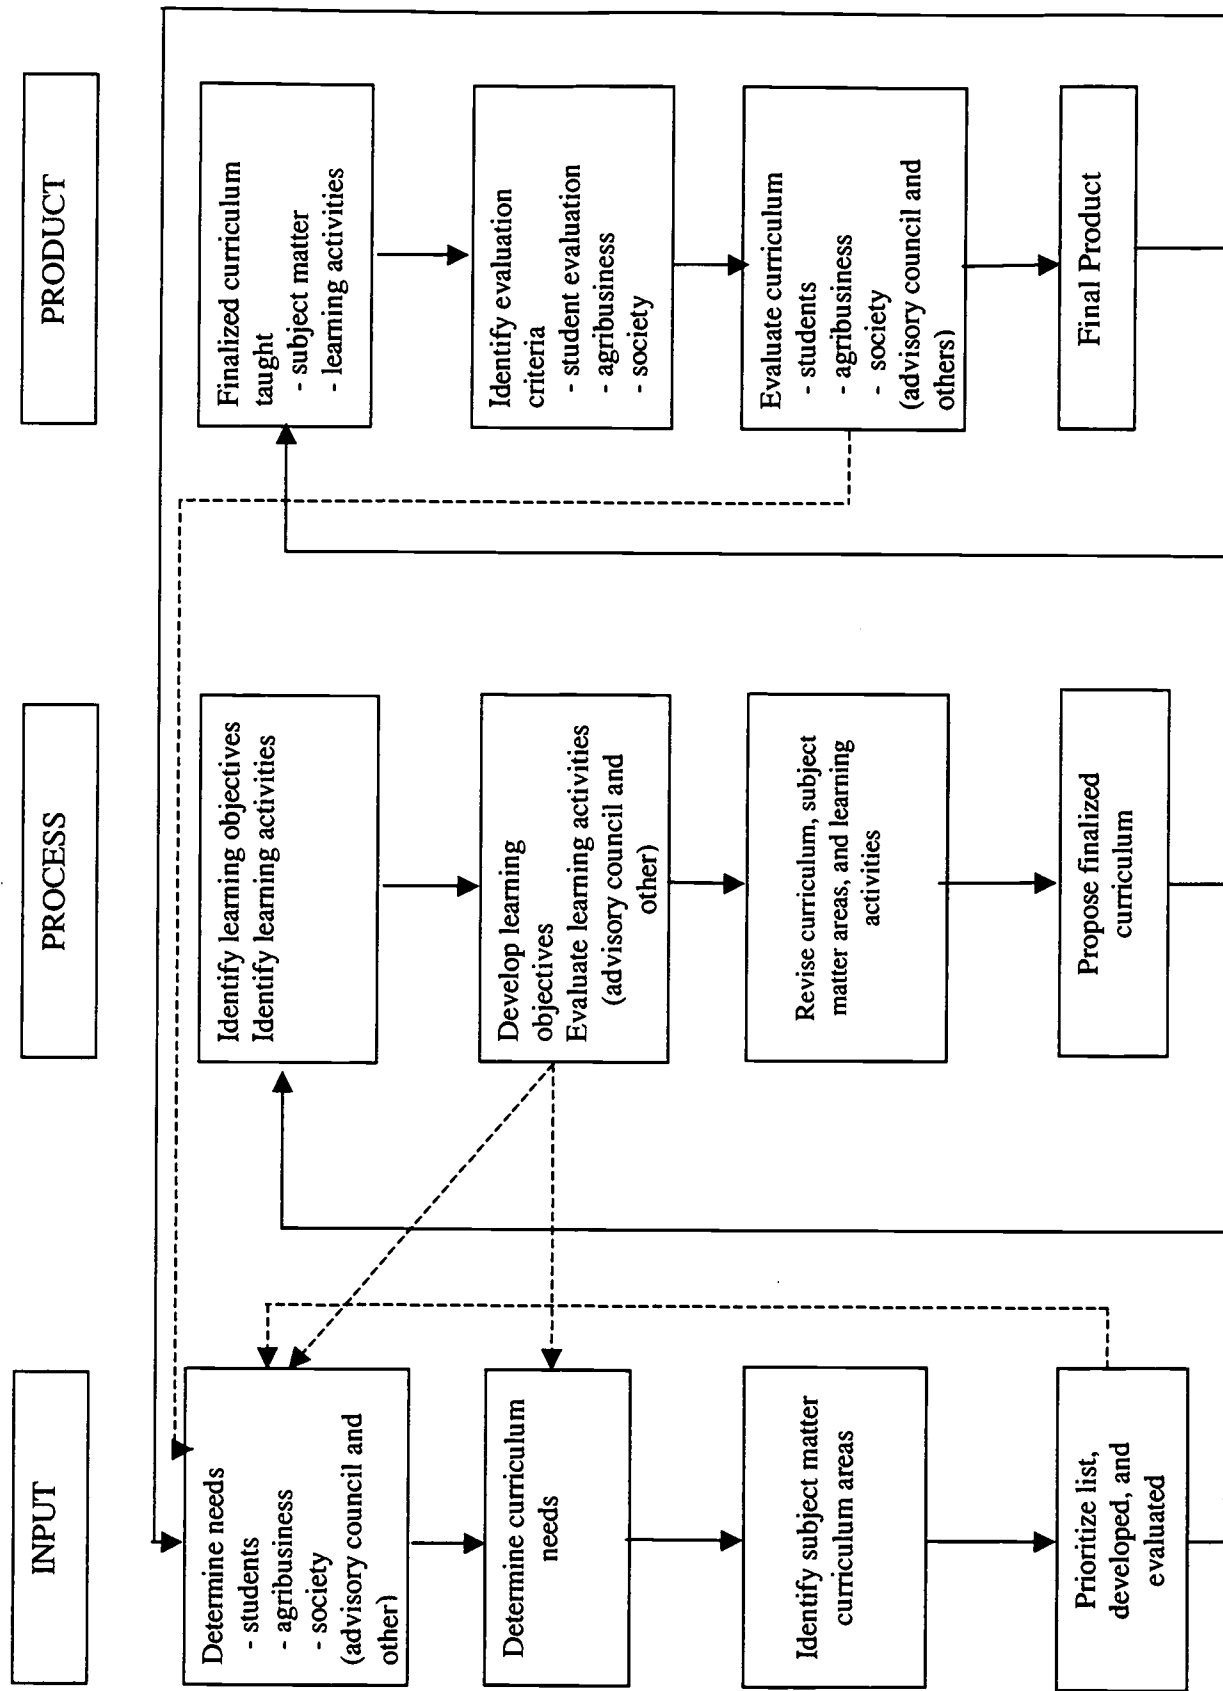 INPUT
Determine needs
- students
- agribusiness
- society
(advisory council and
other)
Determine curriculum
needs
Identify subject matter
curriculum areas
Prioritize list,
developed, and
evaluated
PROCESS
Identify learning objectives
Identify learning activities
Develop learning
objectives
Evaluate learning activities
(advisory council and
other)
Revise curriculum, subject
matter areas, and learning
activities
Propose finalized
curriculum
PRODUCT
Finalized curriculum
taught
- subject matter
- learning activities
Identify evaluation
criteria
- student evaluation
- agribusiness
- society
Evaluate curriculum
- students
- agribusiness
- society
(advisory council and
others)
Final Product